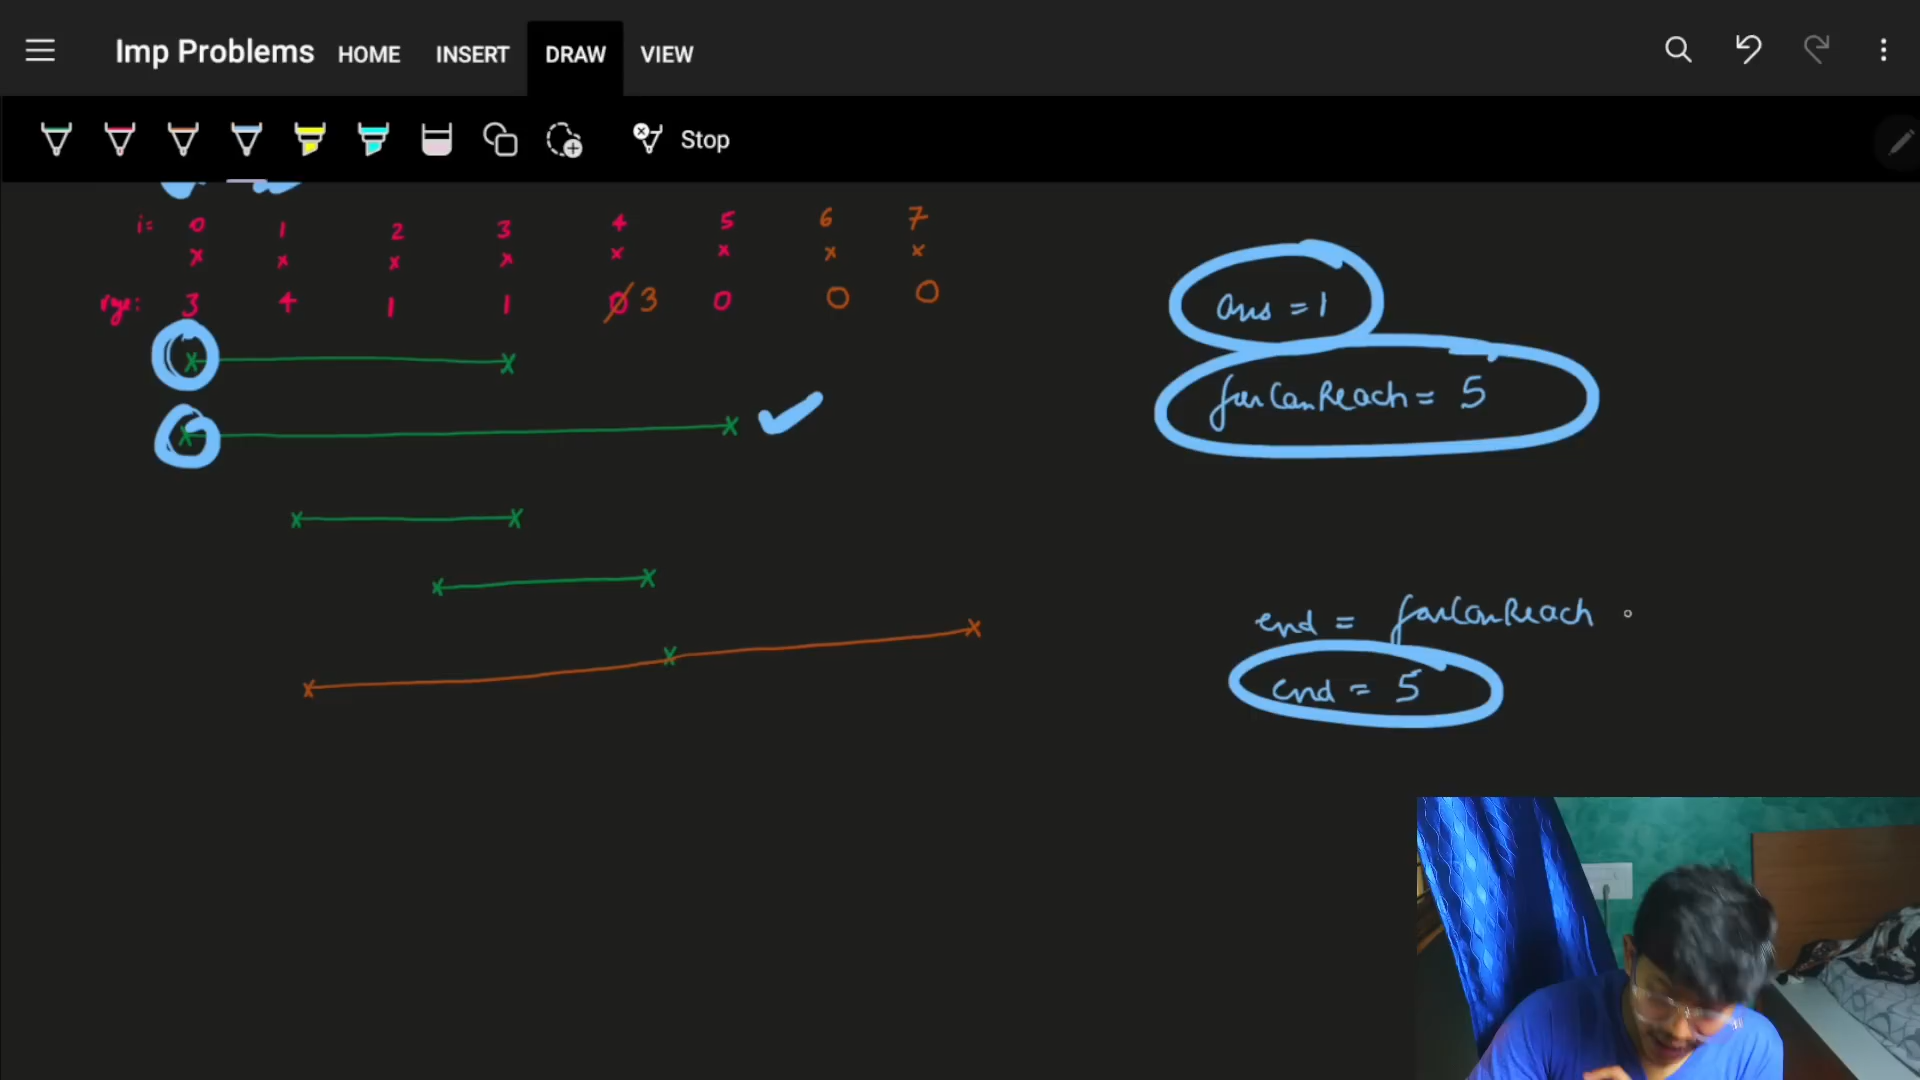 Imp Problems HOME INSERT DRAW VIEW
Stop
i= 0 1 2 3 4 5 6 7
x x x x x x x x
rge: 3 4 1 1 0 3 0 0 0
ans = 1
farCanReach = 5
end = farCanReach
end = 5